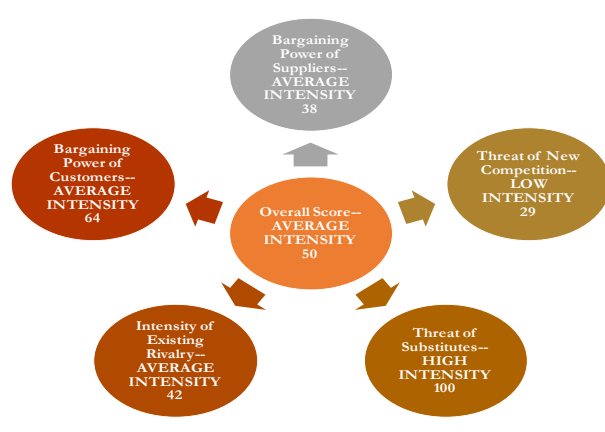 Bargaining
Power of
Suppliers--
AVERAGE
INTENSITY
38
Bargaining
Power of
Customers--
AVERAGE
INTENSITY
64
Threat of New
Competition--
LOW
INTENSITY
29
Overall Score--
AVERAGE
INTENSITY
50
Intensity of
Existing
Rivalry--
AVERAGE
INTENSITY
42
Threat of
Substitutes--
HIGH
INTENSITY
100